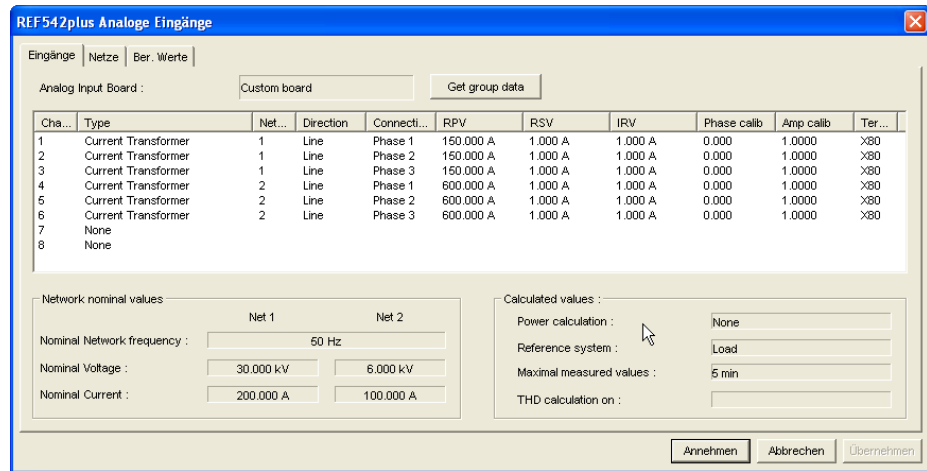 REF542plus Analoge Eingänge
Eingänge Netze Ber. Werte
Analog Input Board : Custom board Get group data
Cha... Type Net... Direction Connecti... RPV RSV IRV Phase calib Amp calib Ter...
1 Current Transformer 1 Line Phase 1 150.000 A 1.000 A 1.000 A 0.000 1.0000 X80
2 Current Transformer 1 Line Phase 2 150.000 A 1.000 A 1.000 A 0.000 1.0000 X80
3 Current Transformer 1 Line Phase 3 150.000 A 1.000 A 1.000 A 0.000 1.0000 X80
4 Current Transformer 2 Line Phase 1 600.000 A 1.000 A 1.000 A 0.000 1.0000 X80
5 Current Transformer 2 Line Phase 2 600.000 A 1.000 A 1.000 A 0.000 1.0000 X80
6 Current Transformer 2 Line Phase 3 600.000 A 1.000 A 1.000 A 0.000 1.0000 X80
7 None
8 None
Network nominal values
Net 1 Net 2
Nominal Network frequency : 50 Hz
Nominal Voltage : 30.000 kV 6.000 kV
Nominal Current : 200.000 A 100.000 A
Calculated values :
Power calculation : None
Reference system : Load
Maximal measured values : 5 min
THD calculation on :
Annehmen Abbrechen Übernehmen